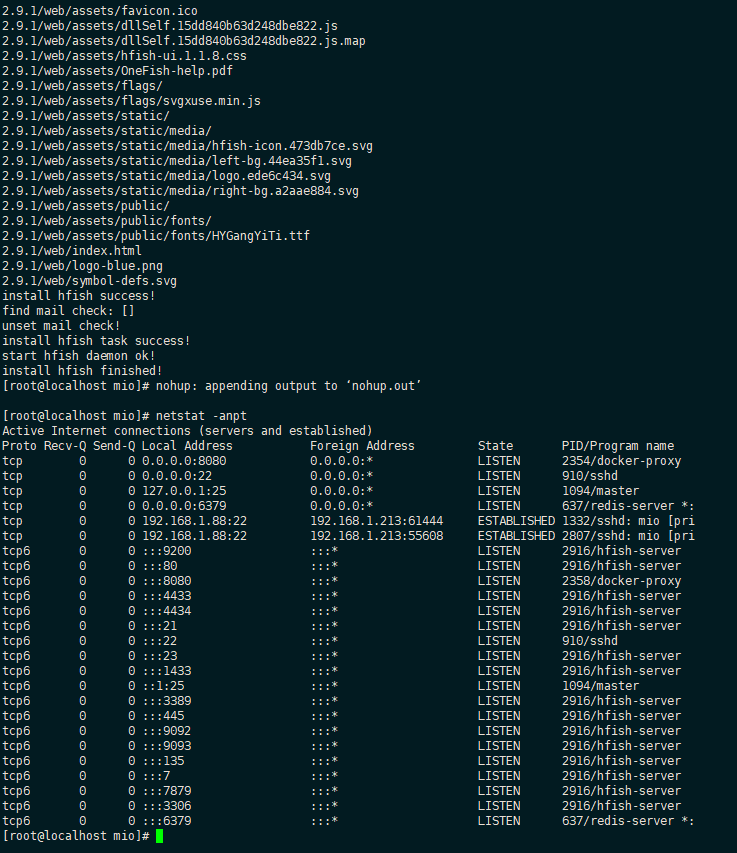 2.9.1/web/assets/favicon.ico
2.9.1/web/assets/dllSelf.15dd840b63d248dbe822.js
2.9.1/web/assets/dllSelf.15dd840b63d248dbe822.js.map
2.9.1/web/assets/hfish-ui.1.1.8.css
2.9.1/web/assets/OneFish-help.pdf
2.9.1/web/assets/flags/
2.9.1/web/assets/flags/svgxuse.min.js
2.9.1/web/assets/static/
2.9.1/web/assets/static/media/
2.9.1/web/assets/static/media/hfish-icon.473db7ce.svg
2.9.1/web/assets/static/media/left-bg.44ea35f1.svg
2.9.1/web/assets/static/media/logo.ede6c434.svg
2.9.1/web/assets/static/media/right-bg.a2aae884.svg
2.9.1/web/assets/public/
2.9.1/web/assets/public/fonts/
2.9.1/web/assets/public/fonts/HYGangYiTi.ttf
2.9.1/web/index.html
2.9.1/web/logo-blue.png
2.9.1/web/symbol-defs.svg
install hfish success!
find mail check: []
unset mail check!
install hfish task success!
start hfish daemon ok!
install hfish finished!
[root@localhost mio]# nohup: appending output to ‘nohup.out’

[root@localhost mio]# netstat -anpt
Active Internet connections (servers and established)
Proto Recv-Q Send-Q Local Address           Foreign Address         State       PID/Program name
tcp        0      0 0.0.0.0:8080            0.0.0.0:*               LISTEN      2354/docker-proxy
tcp        0      0 0.0.0.0:22              0.0.0.0:*               LISTEN      910/sshd
tcp        0      0 127.0.0.1:25            0.0.0.0:*               LISTEN      1094/master
tcp        0      0 0.0.0.0:6379            0.0.0.0:*               LISTEN      637/redis-server *:
tcp        0      0 192.168.1.88:22         192.168.1.213:61444     ESTABLISHED 1332/sshd: mio [pri
tcp        0      0 192.168.1.88:22         192.168.1.213:55608     ESTABLISHED 2807/sshd: mio [pri
tcp6       0      0 :::9200                 :::*                    LISTEN      2916/hfish-server
tcp6       0      0 :::80                   :::*                    LISTEN      2916/hfish-server
tcp6       0      0 :::8080                 :::*                    LISTEN      2358/docker-proxy
tcp6       0      0 :::4433                 :::*                    LISTEN      2916/hfish-server
tcp6       0      0 :::4434                 :::*                    LISTEN      2916/hfish-server
tcp6       0      0 :::21                   :::*                    LISTEN      2916/hfish-server
tcp6       0      0 :::22                   :::*                    LISTEN      910/sshd
tcp6       0      0 :::23                   :::*                    LISTEN      2916/hfish-server
tcp6       0      0 :::1433                 :::*                    LISTEN      2916/hfish-server
tcp6       0      0 ::1:25                  :::*                    LISTEN      1094/master
tcp6       0      0 :::3389                 :::*                    LISTEN      2916/hfish-server
tcp6       0      0 :::445                  :::*                    LISTEN      2916/hfish-server
tcp6       0      0 :::9092                 :::*                    LISTEN      2916/hfish-server
tcp6       0      0 :::9093                 :::*                    LISTEN      2916/hfish-server
tcp6       0      0 :::135                  :::*                    LISTEN      2916/hfish-server
tcp6       0      0 :::7                    :::*                    LISTEN      2916/hfish-server
tcp6       0      0 :::7879                 :::*                    LISTEN      2916/hfish-server
tcp6       0      0 :::3306                 :::*                    LISTEN      2916/hfish-server
tcp6       0      0 :::6379                 :::*                    LISTEN      637/redis-server *:
[root@localhost mio]#